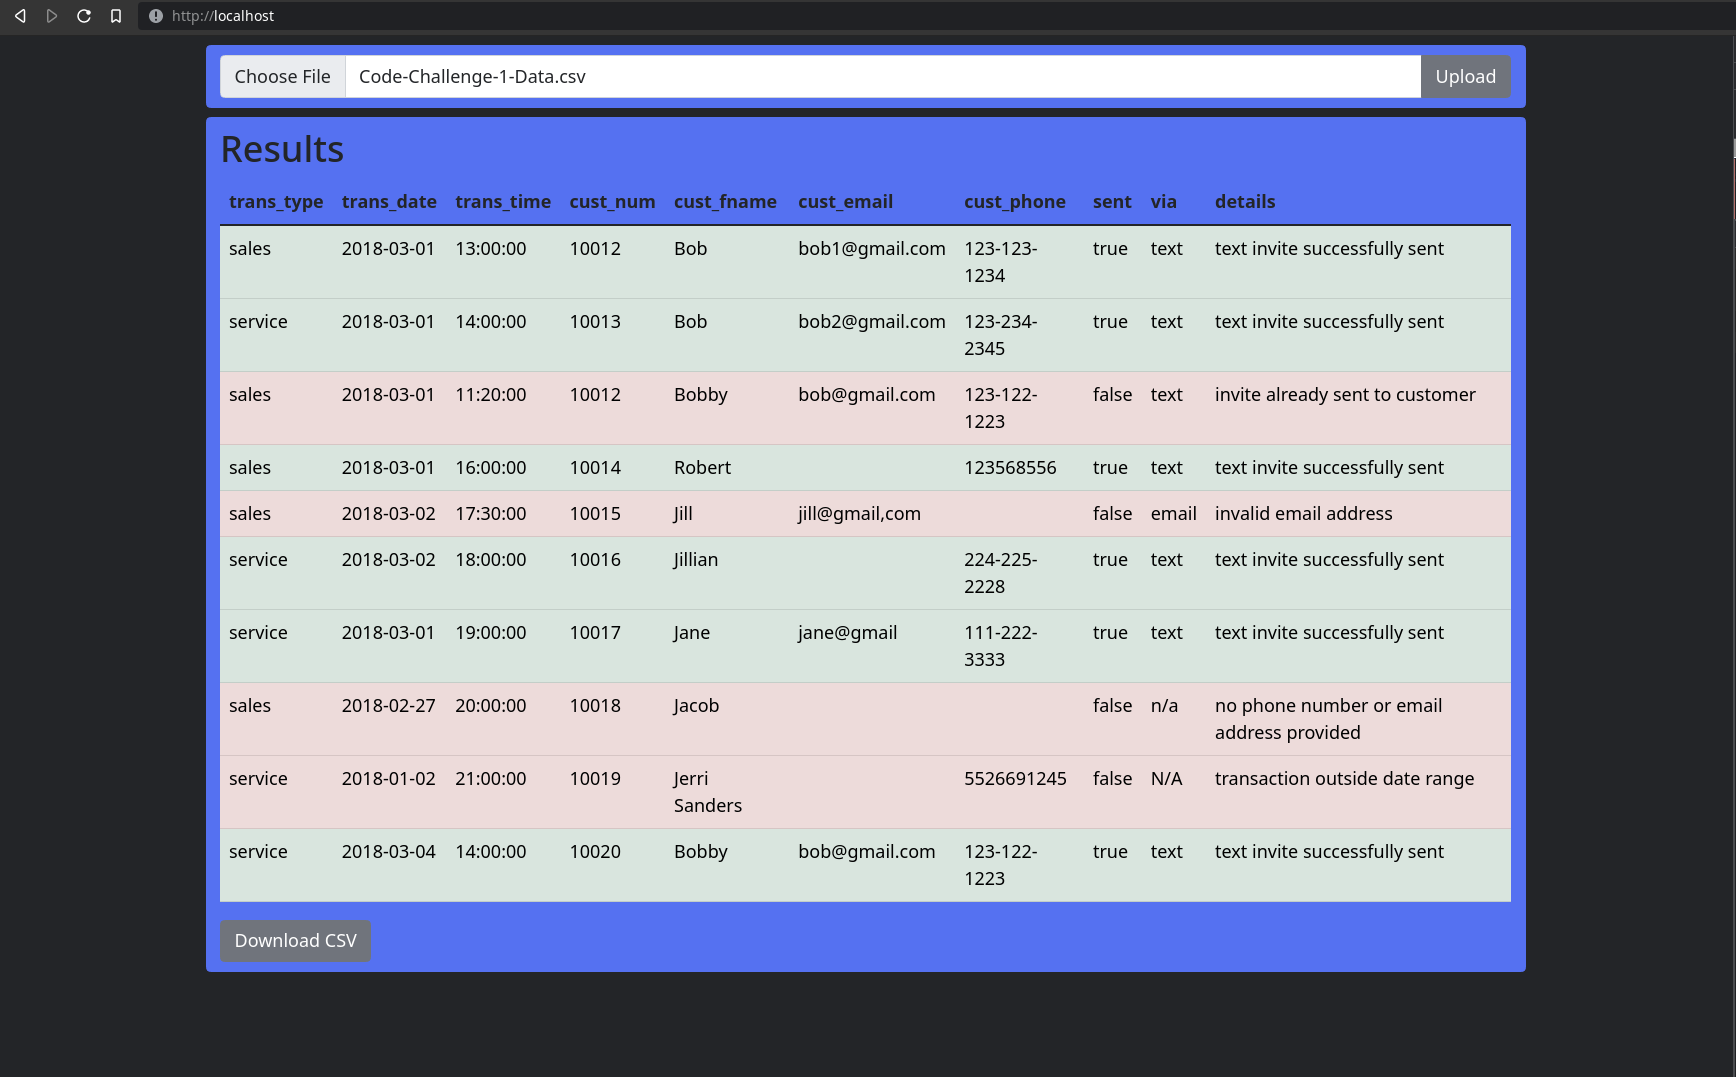 http://localhost
Choose File Code-Challenge-1-Data.csv Upload
Results
trans_type trans_date trans_time cust_num cust_fname cust_email cust_phone sent via details
sales 2018-03-01 13:00:00 10012 Bob bob1@gmail.com 123-123-
1234 true text text invite successfully sent
service 2018-03-01 14:00:00 10013 Bob bob2@gmail.com 123-234-
2345 true text text invite successfully sent
sales 2018-03-01 11:20:00 10012 Bobby bob@gmail.com 123-122-
1223 false text invite already sent to customer
sales 2018-03-01 16:00:00 10014 Robert 123568556 true text text invite successfully sent
sales 2018-03-02 17:30:00 10015 Jill jill@gmail,com false email invalid email address
service 2018-03-02 18:00:00 10016 Jillian 224-225-
2228 true text text invite successfully sent
service 2018-03-01 19:00:00 10017 Jane jane@gmail 111-222-
3333 true text text invite successfully sent
sales 2018-02-27 20:00:00 10018 Jacob false n/a no phone number or email
address provided
service 2018-01-02 21:00:00 10019 Jerri
Sanders 5526691245 false N/A transaction outside date range
service 2018-03-04 14:00:00 10020 Bobby bob@gmail.com 123-122-
1223 true text text invite successfully sent
Download CSV